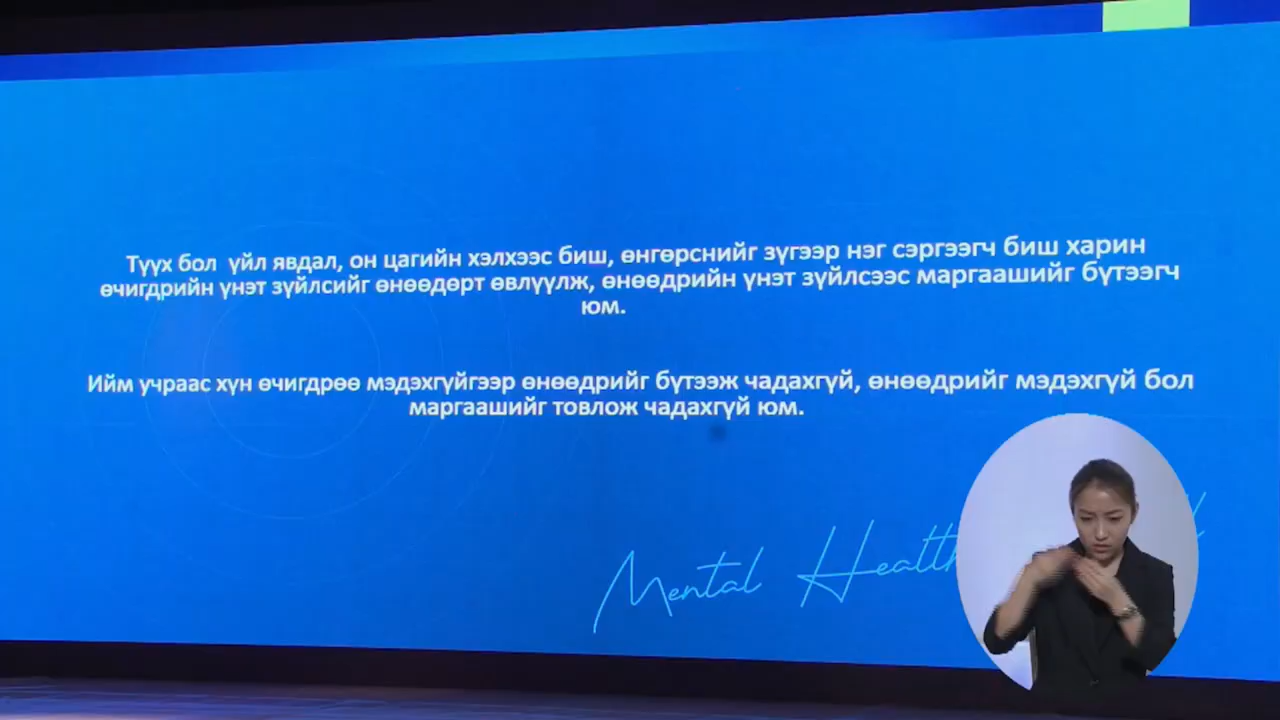 Түүх бол үйл явдал, он цагийн хэлхээс биш, өнгөрснийг зүгээр нэг сэргээгч биш харин
өчигдрийн үнэт зүйлсийг өнөөдөрт өвлүүлж, өнөөдрийн үнэт зүйлсээс маргаашийг бүтээгч
юм.
Ийм учраас хүн өчигдрөө мэдэхгүйгээр өнөөдрийг бүтээж чадахгүй, өнөөдрийг мэдэхгүй бол
маргаашийг товлож чадахгүй юм.
Mental Health